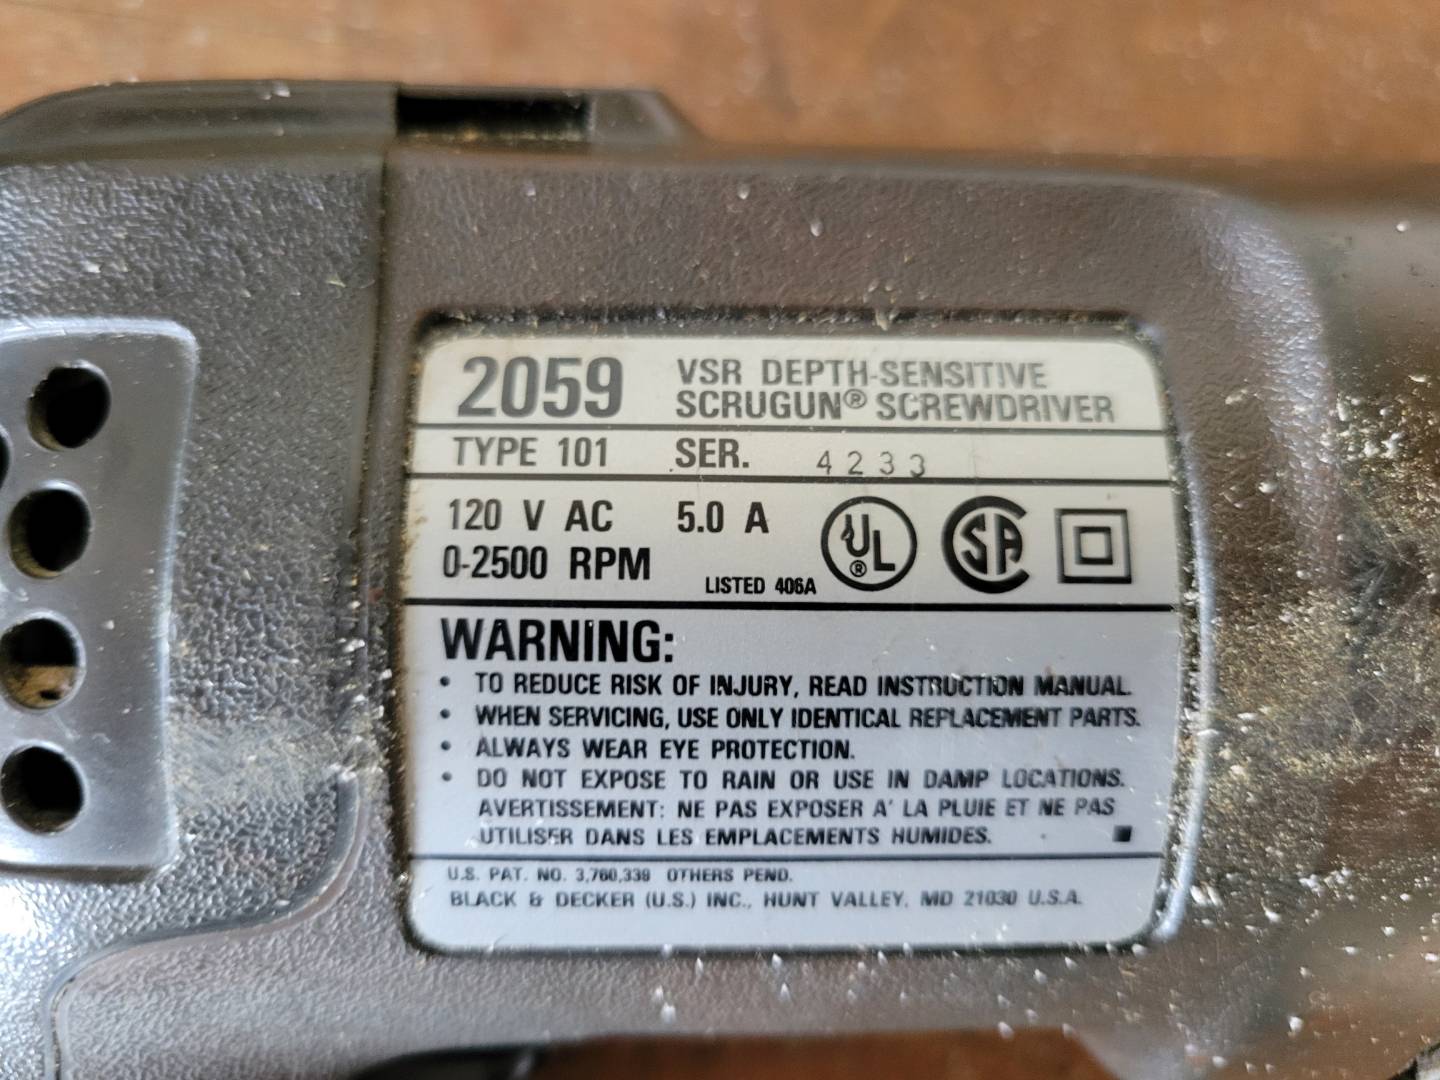 2059 VSR DEPTH-SENSITIVE
SCRUGUN® SCREWDRIVER
TYPE 101 SER. 4233
120 V AC 5.0 A
0-2500 RPM
LISTED 406A
UL ®
SA
WARNING:
• TO REDUCE RISK OF INJURY, READ INSTRUCTION MANUAL.
• WHEN SERVICING, USE ONLY IDENTICAL REPLACEMENT PARTS.
• ALWAYS WEAR EYE PROTECTION.
• DO NOT EXPOSE TO RAIN OR USE IN DAMP LOCATIONS.
AVERTISSEMENT: NE PAS EXPOSER A' LA PLUIE ET NE PAS
UTILISER DANS LES EMPLACEMENTS HUMIDES.
U.S. PAT. NO. 3,760,339 OTHERS PEND.
BLACK & DECKER (U.S.) INC., HUNT VALLEY, MD 21030 U.S.A.